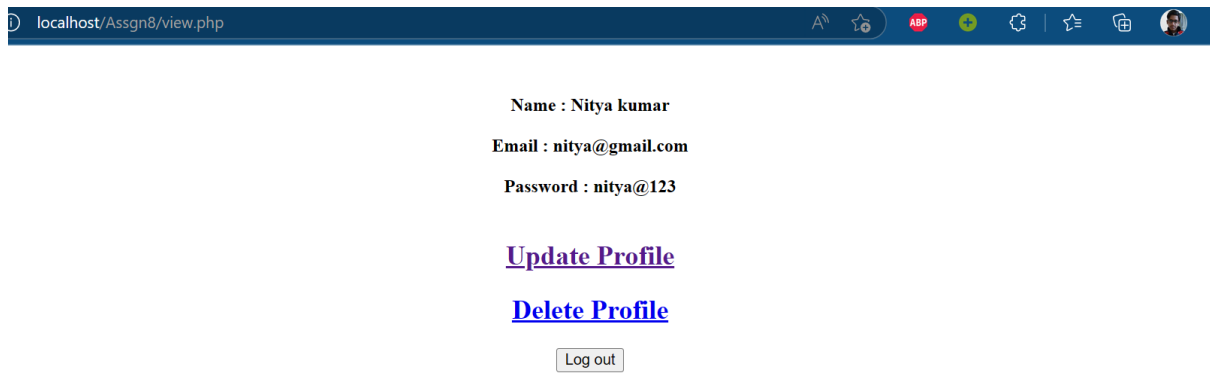 localhost/Assgn8/view.php
ABP
Name : Nitya kumar
Email : nitya@gmail.com
Password : nitya@123
Update Profile
Delete Profile
Log out